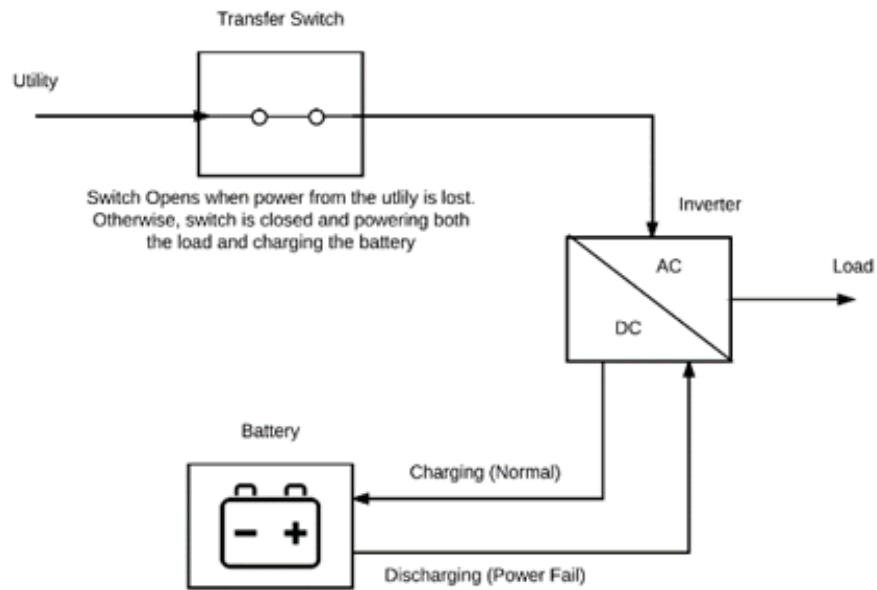 Transfer Switch
Utility
Switch Opens when power from the utlily is lost.
Otherwise, switch is closed and powering both
the load and charging the battery
Inverter
AC
Load
DC
Battery
Charging (Normal)
Discharging (Power Fail)